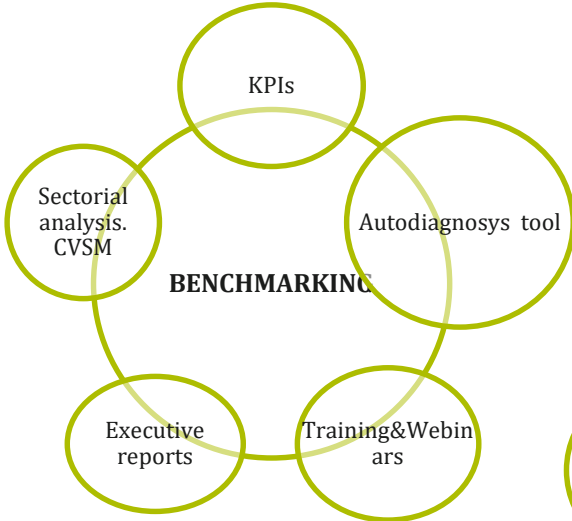 KPIs
Sectorial
analysis.
CVSM
Autodiagnosys tool
BENCHMARKING
Executive
reports
Training&Webin
ars